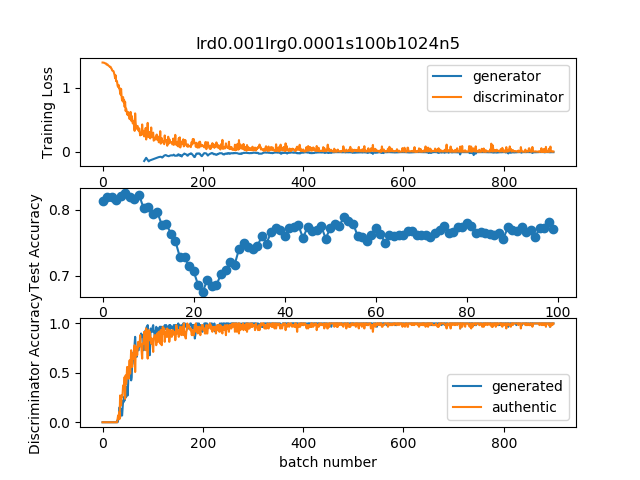 lrd0.001lrg0.0001s100b1024n5
Training Loss
1
0
generator
discriminator
0 200 400 600 800
Test Accuracy
0.8
0.7
0 20 40 60 80 100
Discriminator Accuracy
1.0
0.5
0.0
generated
authentic
0 200 400 600 800
batch number